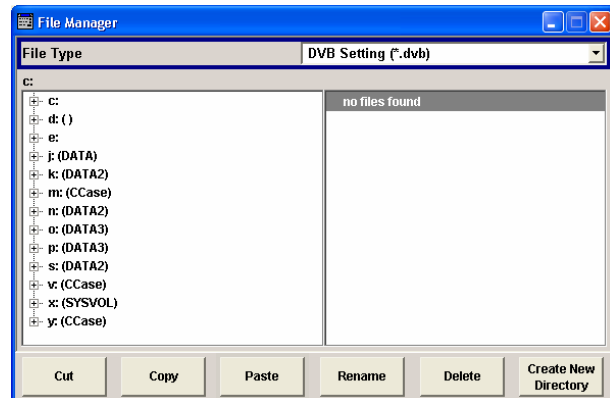 File Manager
File Type
DVB Setting (*.dvb)
c:
c:
d: ( )
e:
j: (DATA)
k: (DATA2)
m: (CCase)
n: (DATA2)
o: (DATA3)
p: (DATA3)
s: (DATA2)
v: (CCase)
x: (SYSVOL)
y: (CCase)
no files found
Cut
Copy
Paste
Rename
Delete
Create New
Directory